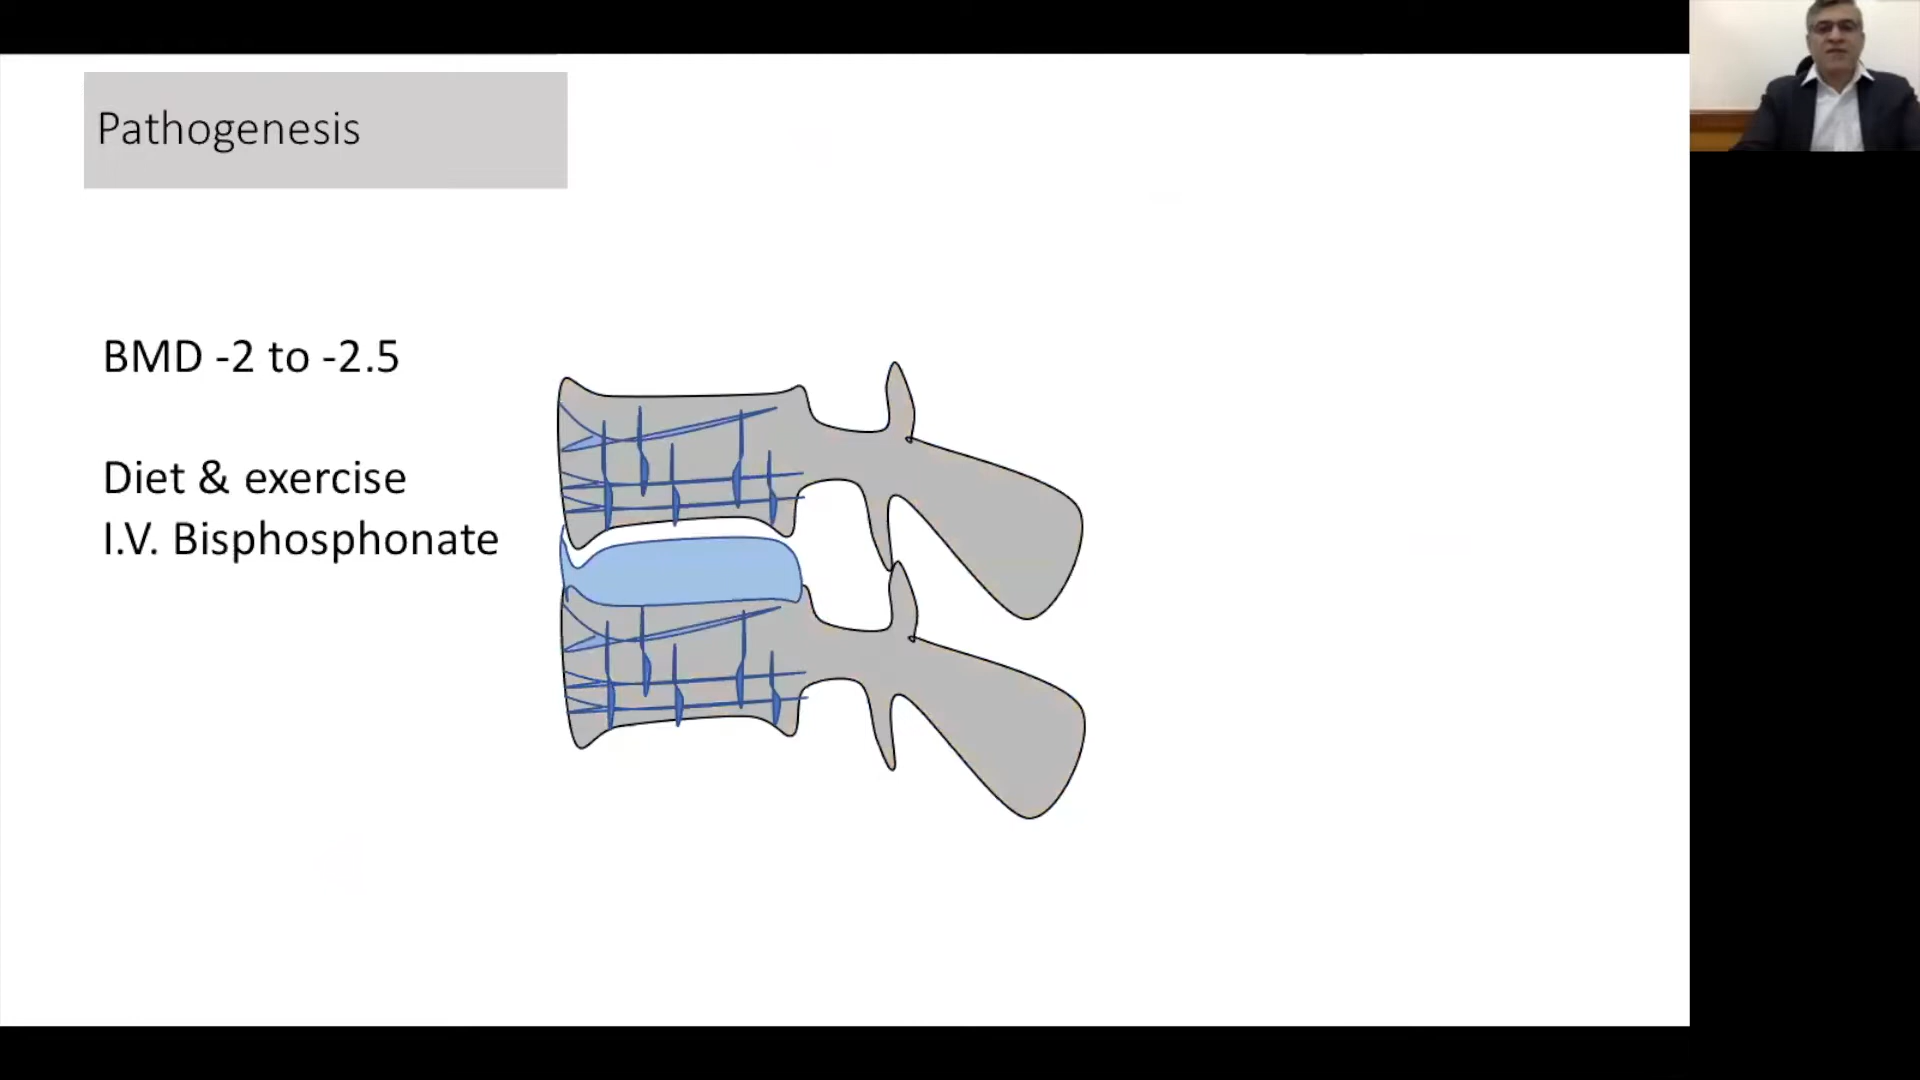 Pathogenesis
BMD -2 to -2.5
Diet & exercise
I.V. Bisphosphonate